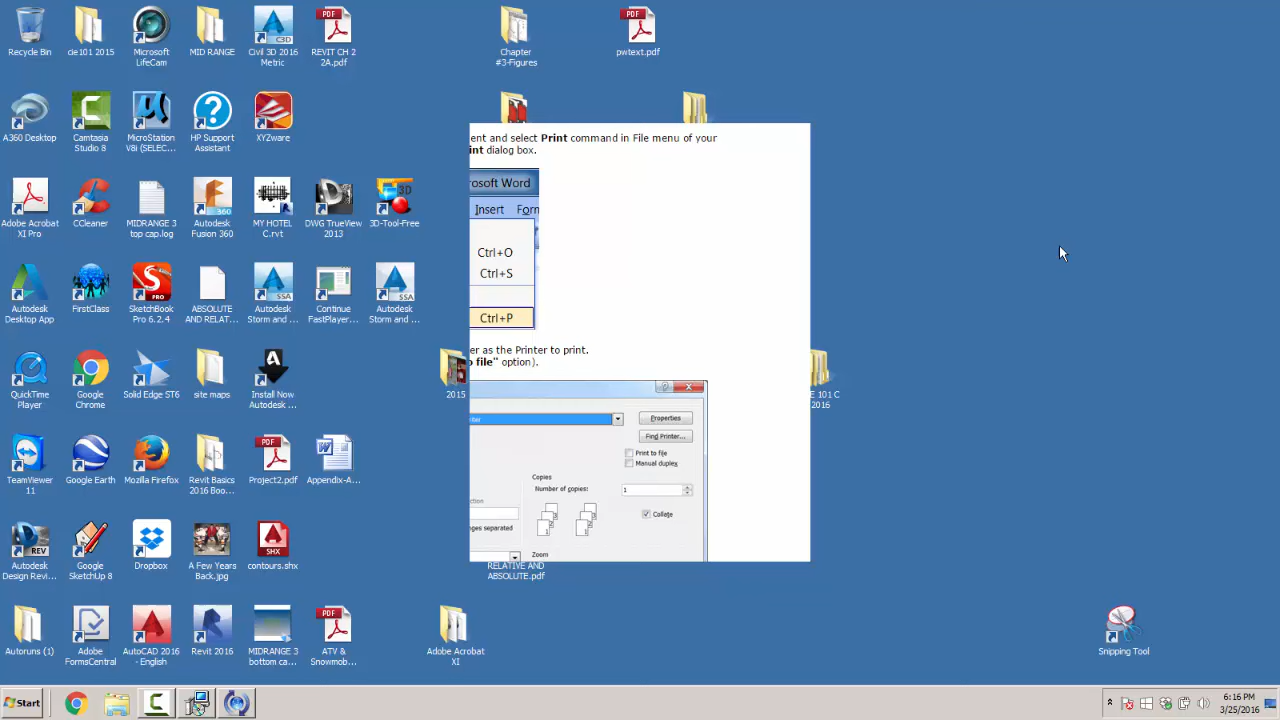 Recycle Bin
cie101 2015
Microsoft
LifeCam
MID RANGE
Civil 3D 2016
Metric
REVIT CH 2
2A.pdf
Chapter
#3-Figures
pwtext.pdf
A360 Desktop
Camtasia
Studio 8
MicroStation
V8i (SELEC...
HP Support
Assistant
XYZware
ent and select Print command in File menu of your
int dialog box.
rosoft Word
Insert Forn
Ctrl+O
Ctrl+S
Ctrl+P
Adobe Acrobat
XI Pro
CCleaner
MIDRANGE 3
top cap.log
Autodesk
Fusion 360
MY HOTEL
C.rvt
DWG TrueView
2013
3D-Tool-Free
Autodesk
Desktop App
FirstClass
SketchBook
Pro 6.2.4
ABSOLUTE
AND RELAT...
Autodesk
Storm and ...
Continue
FastPlayer...
Autodesk
Storm and ...
er as the Printer to print.
o file" option).
QuickTime
Player
Google
Chrome
Solid Edge ST6
site maps
Install Now
Autodesk ...
2015
E 101 C
2016
iter
Properties
Find Printer...
Print to file
Manual duplex
Copies
Number of copies:
1
Collate
ction
nges separated
Zoom
TeamViewer
11
Google Earth
Mozilla Firefox
Revit Basics
2016 Boo...
Project2.pdf
Appendix-A...
Autodesk
Design Revi...
Google
SketchUp 8
Dropbox
A Few Years
Back.jpg
contours.shx
RELATIVE AND
ABSOLUTE.pdf
Autoruns (1)
Adobe
FormsCentral
AutoCAD 2016
- English
Revit 2016
MIDRANGE 3
bottom ca...
ATV &
Snowmob...
Adobe Acrobat
XI
Snipping Tool
Start
6:16 PM
3/25/2016